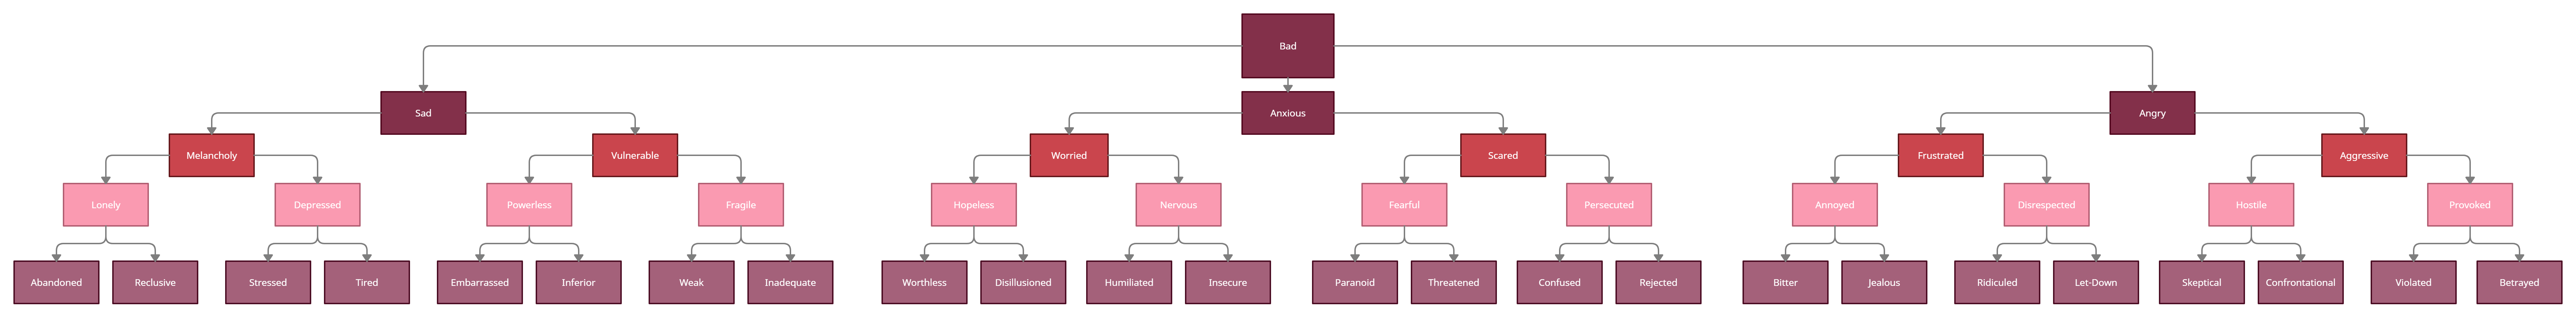 Bad
Sad
Anxious
Angry
Melancholy
Vulnerable
Worried
Scared
Frustrated
Aggressive
Lonely
Depressed
Powerless
Fragile
Hopeless
Nervous
Fearful
Persecuted
Annoyed
Disrespected
Hostile
Provoked
Abandoned
Reclusive
Stressed
Tired
Embarrassed
Inferior
Weak
Inadequate
Worthless
Disillusioned
Humiliated
Insecure
Paranoid
Threatened
Confused
Rejected
Bitter
Jealous
Ridiculed
Let-Down
Skeptical
Confrontational
Violated
Betrayed